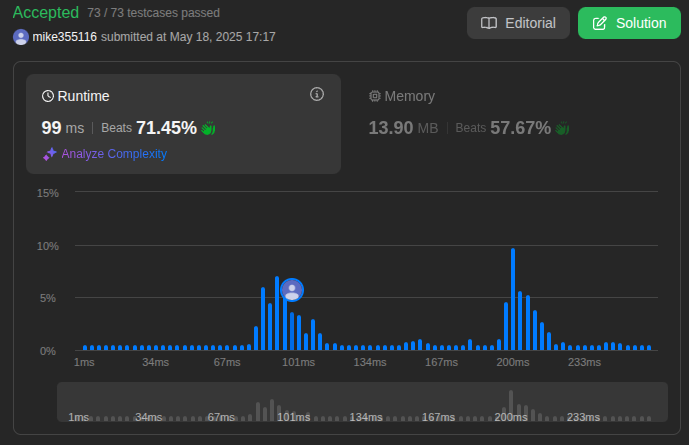 Accepted 73 / 73 testcases passed
mike355116 submitted at May 18, 2025 17:17
Editorial
Solution
Runtime
99 ms | Beats 71.45%
Analyze Complexity
Memory
13.90 MB | Beats 57.67%
15%
10%
5%
0%
1ms 34ms 67ms 101ms 134ms 167ms 200ms 233ms
1ms 34ms 67ms 101ms 134ms 167ms 200ms 233ms